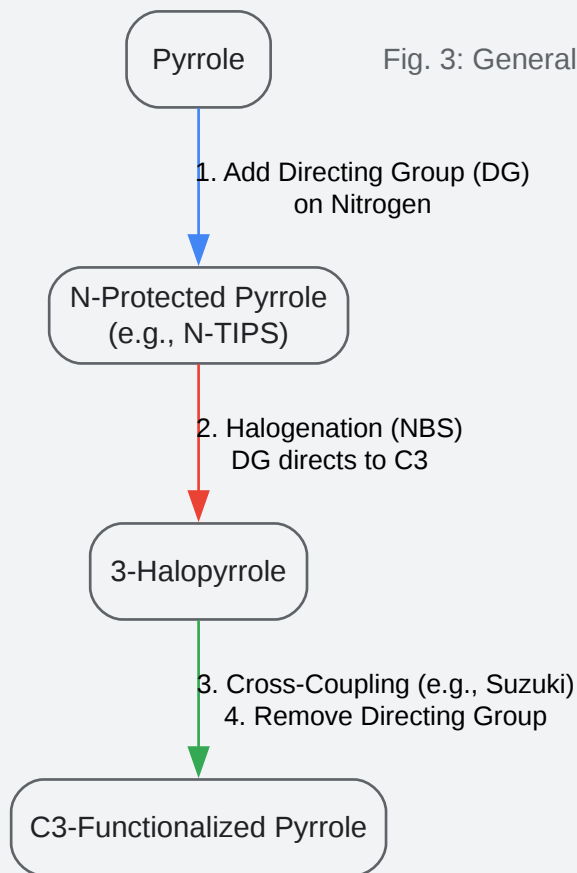 Pyrrole
Fig. 3: General
1. Add Directing Group (DG)
on Nitrogen
N-Protected Pyrrole
(e.g., N-TIPS)
2. Halogenation (NBS)
DG directs to C3
3-Halopyrrole
3. Cross-Coupling (e.g., Suzuki)
4. Remove Directing Group
C3-Functionalized Pyrrole